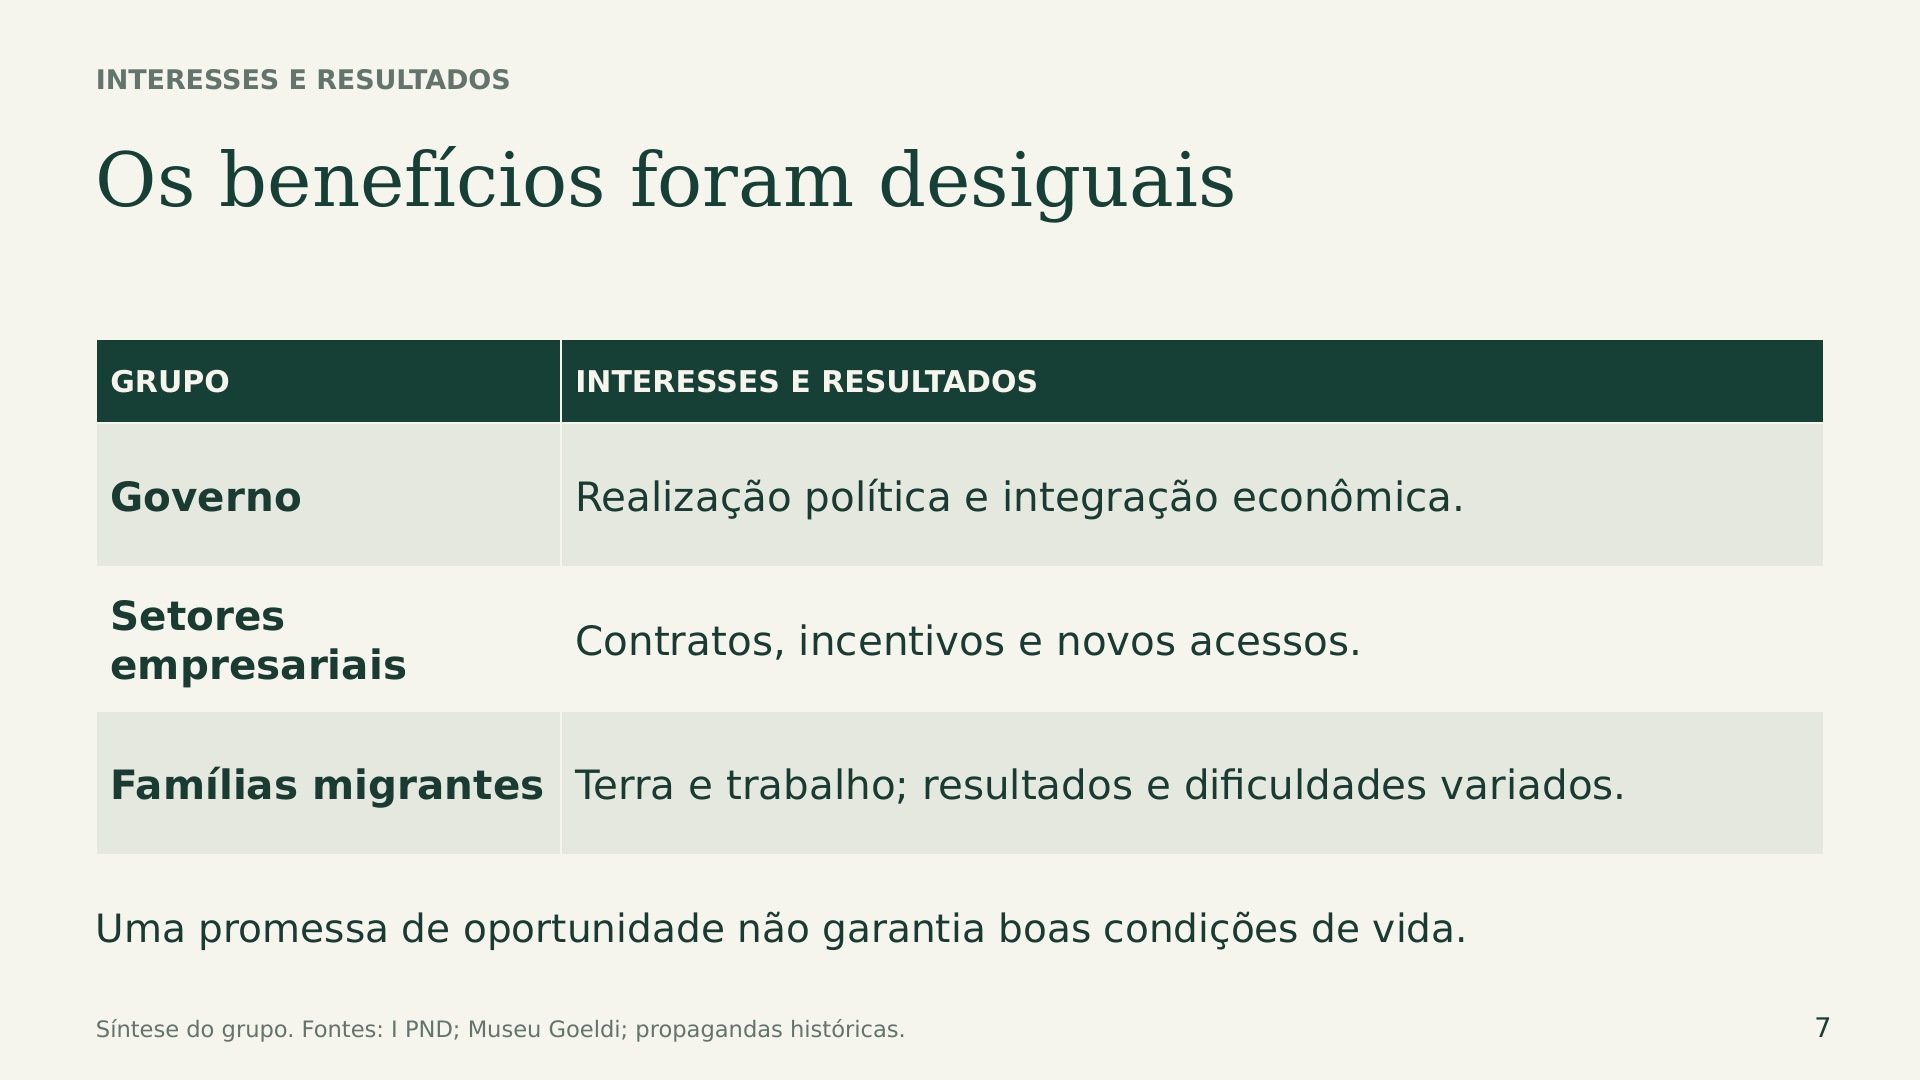 INTERESSES E RESULTADOS
Os benefícios foram desiguais
GRUPO
INTERESSES E RESULTADOS
Governo
Realização política e integração econômica.
Setores
empresariais
Contratos, incentivos e novos acessos.
Famílias migrantes
Terra e trabalho; resultados e dificuldades variados.
Uma promessa de oportunidade não garantia boas condições de vida.
Síntese do grupo. Fontes: I PND; Museu Goeldi; propagandas históricas.
7